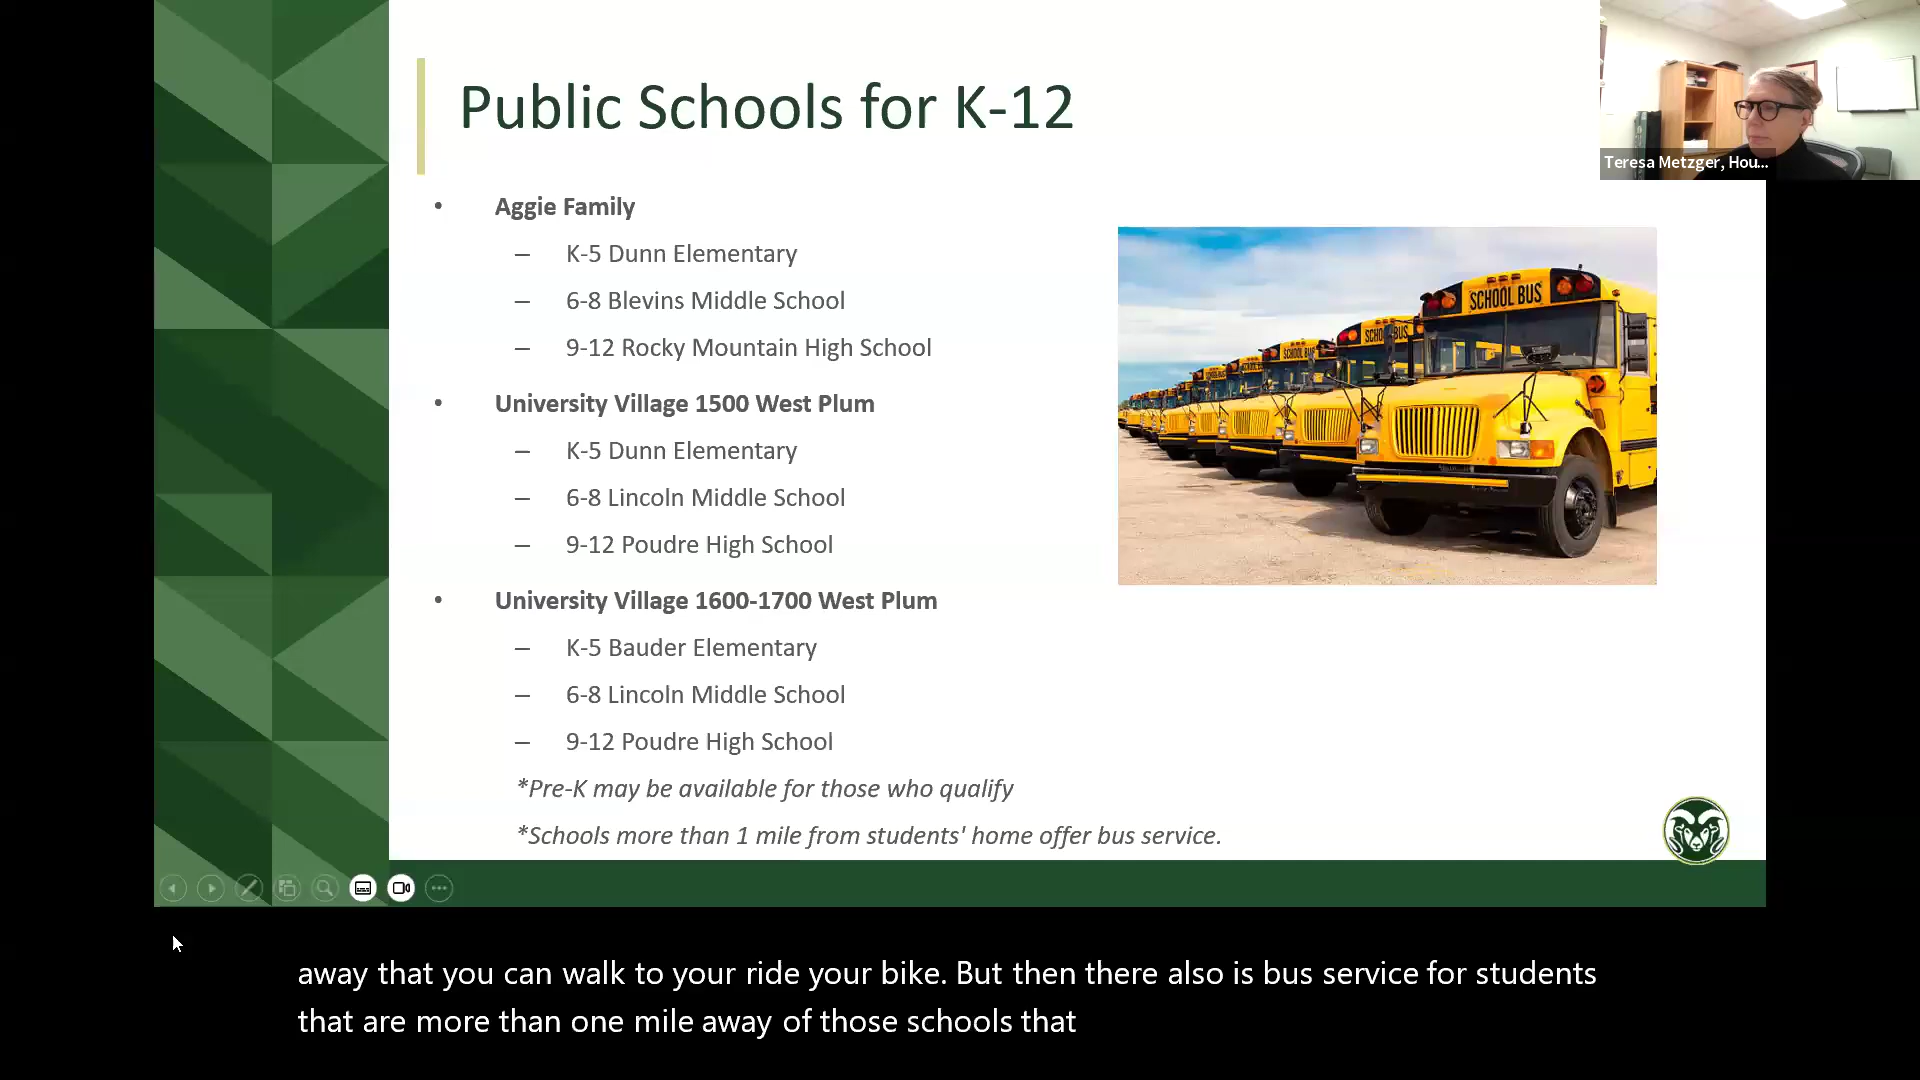 Public Schools for K-12
Teresa Metzger, Hou...
• Aggie Family
– K-5 Dunn Elementary
– 6-8 Blevins Middle School
– 9-12 Rocky Mountain High School
• University Village 1500 West Plum
– K-5 Dunn Elementary
– 6-8 Lincoln Middle School
– 9-12 Poudre High School
• University Village 1600-1700 West Plum
– K-5 Bauder Elementary
– 6-8 Lincoln Middle School
– 9-12 Poudre High School
*Pre-K may be available for those who qualify
*Schools more than 1 mile from students' home offer bus service.
SCHOOL BUS
SCHOOL BUS
SCHOOL BUS
away that you can walk to your ride your bike. But then there also is bus service for students
that are more than one mile away of those schools that